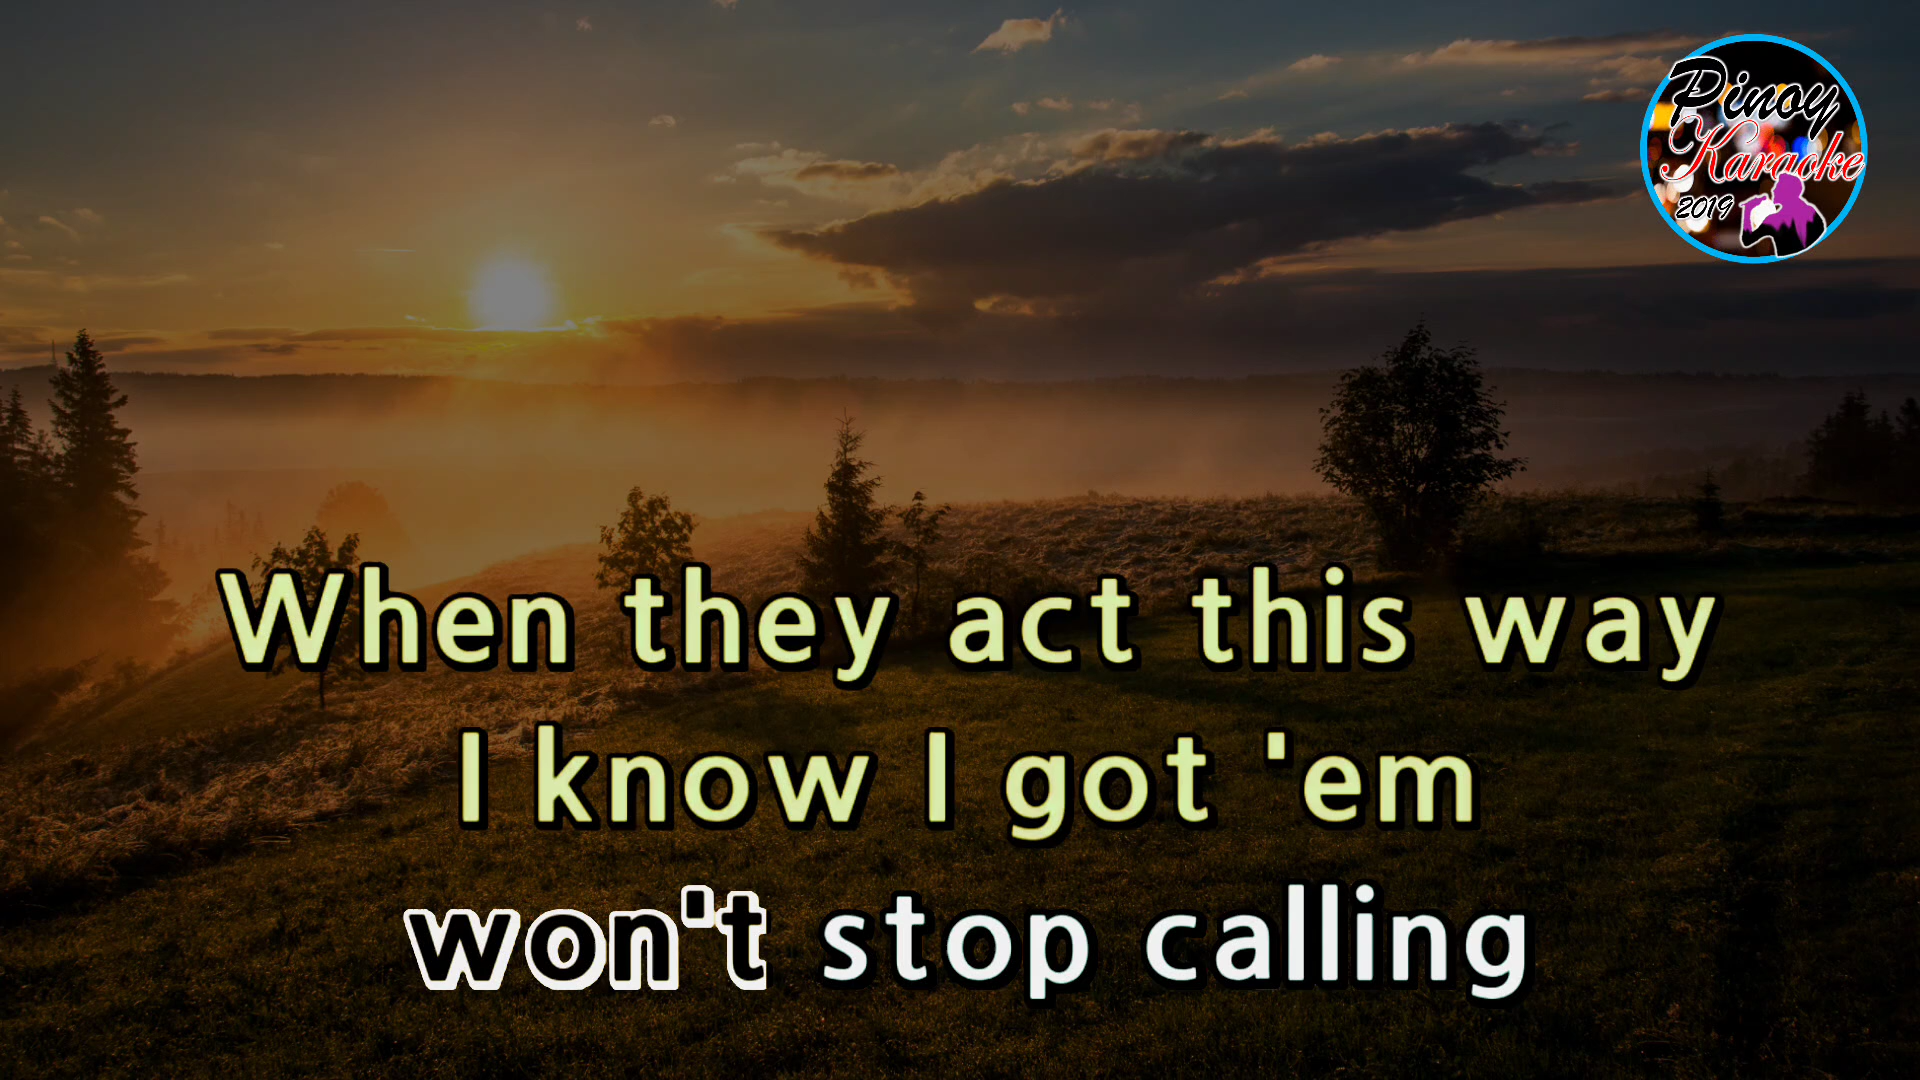 Pinoy
Karaoke
2019
When they act this way
I know I got 'em
won't stop calling